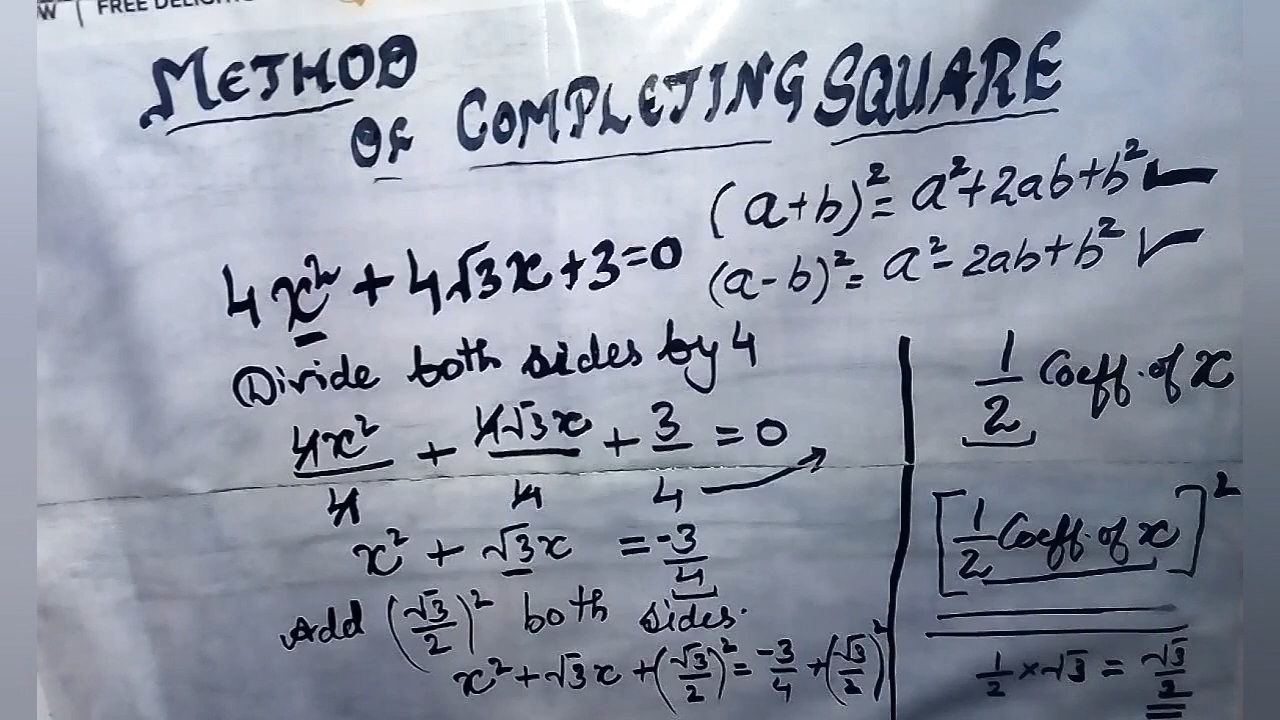 W | FREE DELIGHT
METHOD
OF COMPLETING SQUARE
(a+b)² = a²+2ab+b² ✓
4x² + 4√3x + 3 = 0
(a-b)² = a²-2ab+b² ✓
Divide both sides by 4
4x²/4 + 4√3x/4 + 3/4 = 0
x² + √3x = -3/4
Add (√3/2)² both sides.
x² + √3x + (√3/2)² = -3/4 + (√3/2)²
1/2 Coeff. of x
[1/2 Coeff. of x]²
1/2 × √3 = √3/2